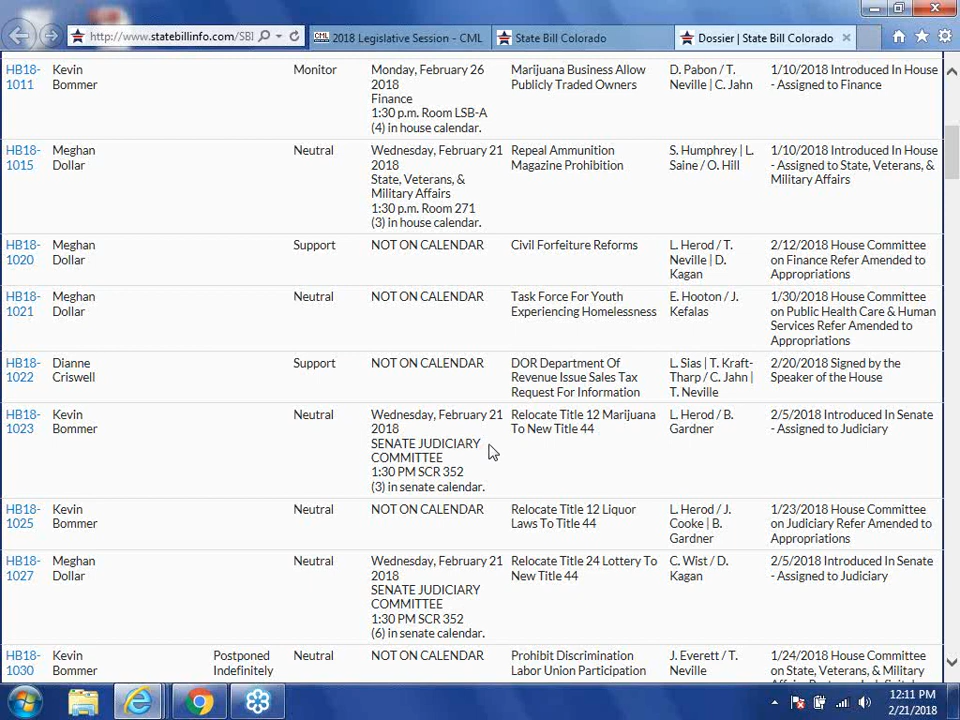 http://www.statebillinfo.com/SBI
2018 Legislative Session - CML
State Bill Colorado
Dossier | State Bill Colorado
HB18-1011 Kevin Bommer Monitor Monday, February 26 2018 Finance 1:30 p.m. Room LSB-A (4) in house calendar. Marijuana Business Allow Publicly Traded Owners D. Pabon / T. Neville | C. Jahn 1/10/2018 Introduced In House - Assigned to Finance
HB18-1015 Meghan Dollar Neutral Wednesday, February 21 2018 State, Veterans, & Military Affairs 1:30 p.m. Room 271 (3) in house calendar. Repeal Ammunition Magazine Prohibition S. Humphrey | L. Saine / O. Hill 1/10/2018 Introduced In House - Assigned to State, Veterans, & Military Affairs
HB18-1020 Meghan Dollar Support NOT ON CALENDAR Civil Forfeiture Reforms L. Herod / T. Neville | D. Kagan 2/12/2018 House Committee on Finance Refer Amended to Appropriations
HB18-1021 Meghan Dollar Neutral NOT ON CALENDAR Task Force For Youth Experiencing Homelessness E. Hooton / J. Kefalas 1/30/2018 House Committee on Public Health Care & Human Services Refer Amended to Appropriations
HB18-1022 Dianne Criswell Support NOT ON CALENDAR DOR Department Of Revenue Issue Sales Tax Request For Information L. Sias | T. Kraft-Tharp / C. Jahn | T. Neville 2/20/2018 Signed by the Speaker of the House
HB18-1023 Kevin Bommer Neutral Wednesday, February 21 2018 SENATE JUDICIARY COMMITTEE 1:30 PM SCR 352 (3) in senate calendar. Relocate Title 12 Marijuana To New Title 44 L. Herod / B. Gardner 2/5/2018 Introduced In Senate - Assigned to Judiciary
HB18-1025 Kevin Bommer Neutral NOT ON CALENDAR Relocate Title 12 Liquor Laws To Title 44 L. Herod / J. Cooke | B. Gardner 1/23/2018 House Committee on Judiciary Refer Amended to Appropriations
HB18-1027 Meghan Dollar Neutral Wednesday, February 21 2018 SENATE JUDICIARY COMMITTEE 1:30 PM SCR 352 (6) in senate calendar. Relocate Title 24 Lottery To New Title 44 C. Wist / D. Kagan 2/5/2018 Introduced In Senate - Assigned to Judiciary
HB18-1030 Kevin Bommer Postponed Indefinitely Neutral NOT ON CALENDAR Prohibit Discrimination Labor Union Participation J. Everett / T. Neville 1/24/2018 House Committee on State, Veterans, & Military
12:11 PM
2/21/2018